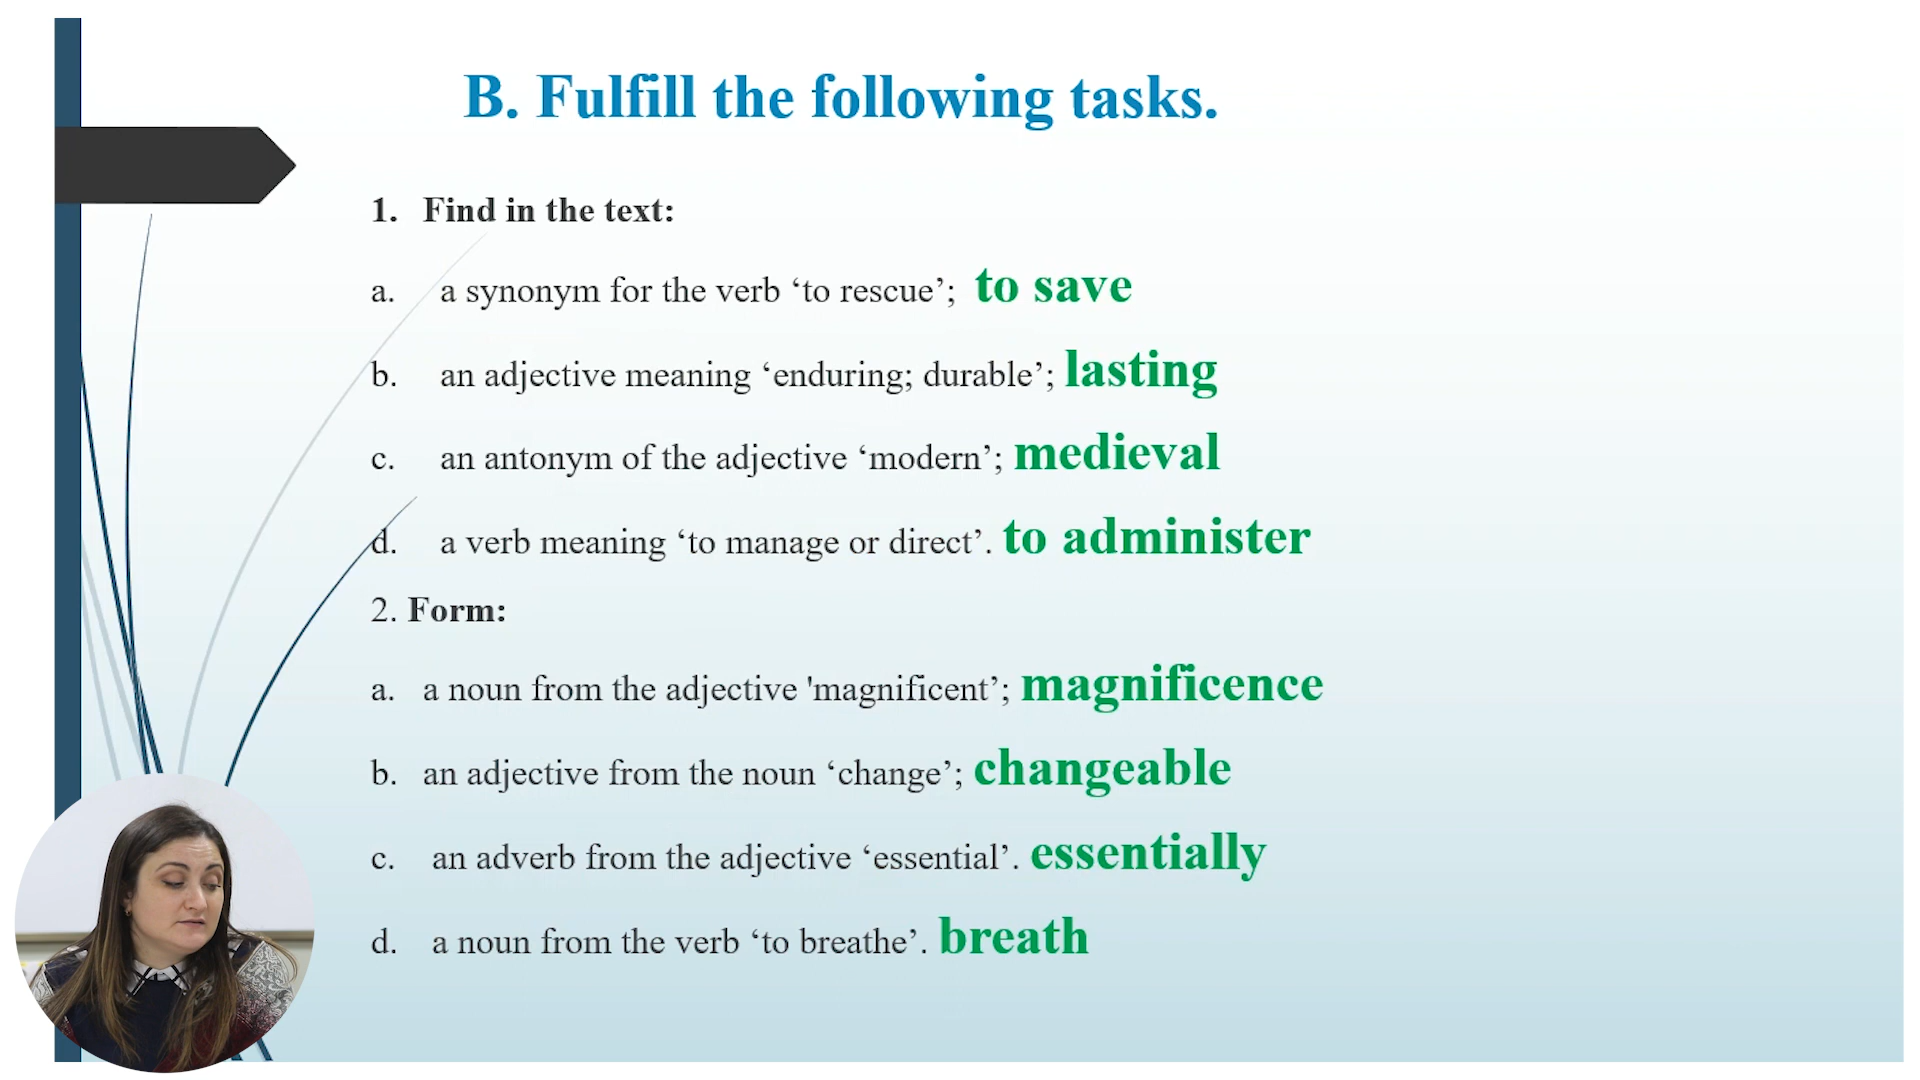 B. Fulfill the following tasks.
1. Find in the text:
a. a synonym for the verb ‘to rescue’; to save
b. an adjective meaning ‘enduring; durable’; lasting
c. an antonym of the adjective ‘modern’; medieval
d. a verb meaning ‘to manage or direct’. to administer
2. Form:
a. a noun from the adjective 'magnificent’; magnificence
b. an adjective from the noun ‘change’; changeable
c. an adverb from the adjective ‘essential’. essentially
d. a noun from the verb ‘to breathe’. breath